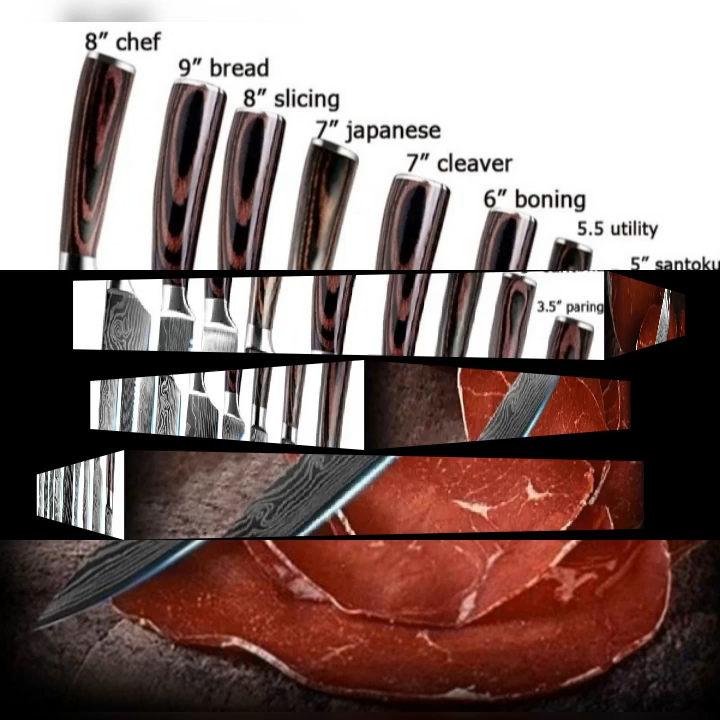 8” chef
9” bread
8” slicing
7” japanese
7” cleaver
6” boning
5.5 utility
5” santoku
3.5” paring